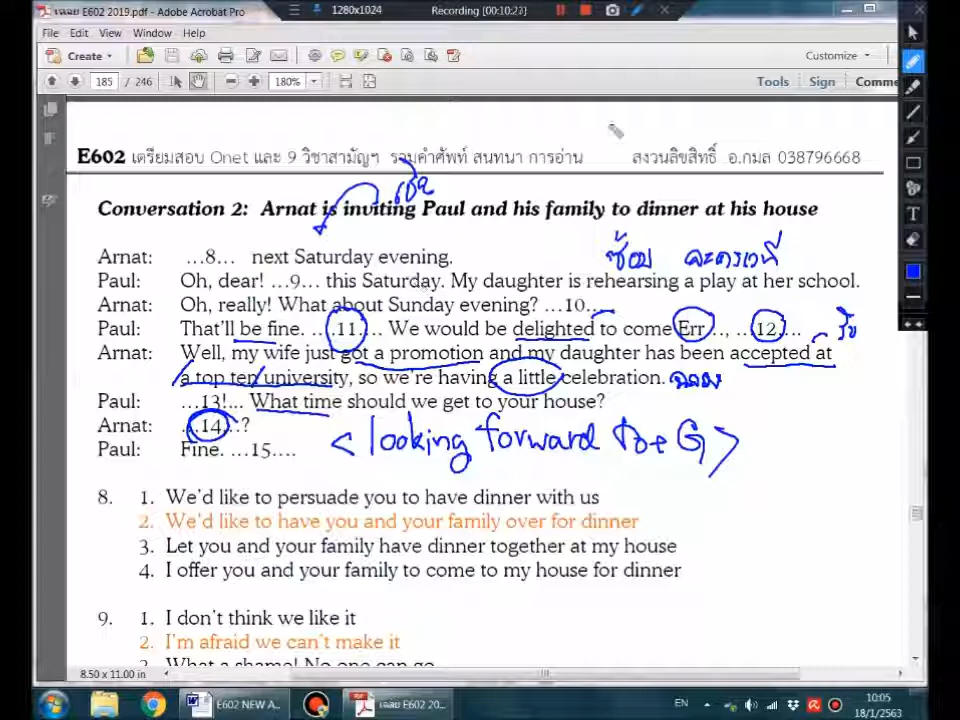 เฉลย E602 2019.pdf - Adobe Acrobat Pro
1280x1024
Recording [00:10:23]
File Edit View Window Help
Create
Customize
185 / 246
180%
Tools Sign Comme
E602 เตรียมสอบ Onet และ 9 วิชาสามัญฯ รวมคำศัพท์ สนทนา การอ่าน สงวนลิขสิทธิ์ อ.กมล 038796668
Conversation 2: Arnat is inviting Paul and his family to dinner at his house
Arnat: ...8... next Saturday evening.
Paul: Oh, dear! ...9... this Saturday. My daughter is rehearsing a play at her school.
Arnat: Oh, really! What about Sunday evening? ...10...
Paul: That'll be fine. ...11... We would be delighted to come Err..., ...12...
Arnat: Well, my wife just got a promotion and my daughter has been accepted at
a top ten university, so we're having a little celebration.
ฉลอง
Paul: ...13!... What time should we get to your house?
Arnat: ...14...?
Paul: Fine. ...15....
< looking forward
8. 1. We'd like to persuade you to have dinner with us
2. We'd like to have you and your family over for dinner
3. Let you and your family have dinner together at my house
4. I offer you and your family to come to my house for dinner
9. 1. I don't think we like it
2. I'm afraid we can't make it
3. What a shame! No one can go
8.50 x 11.00 in
E602 NEW A...
เฉลย E602 20...
EN
10:05
18/1/2563